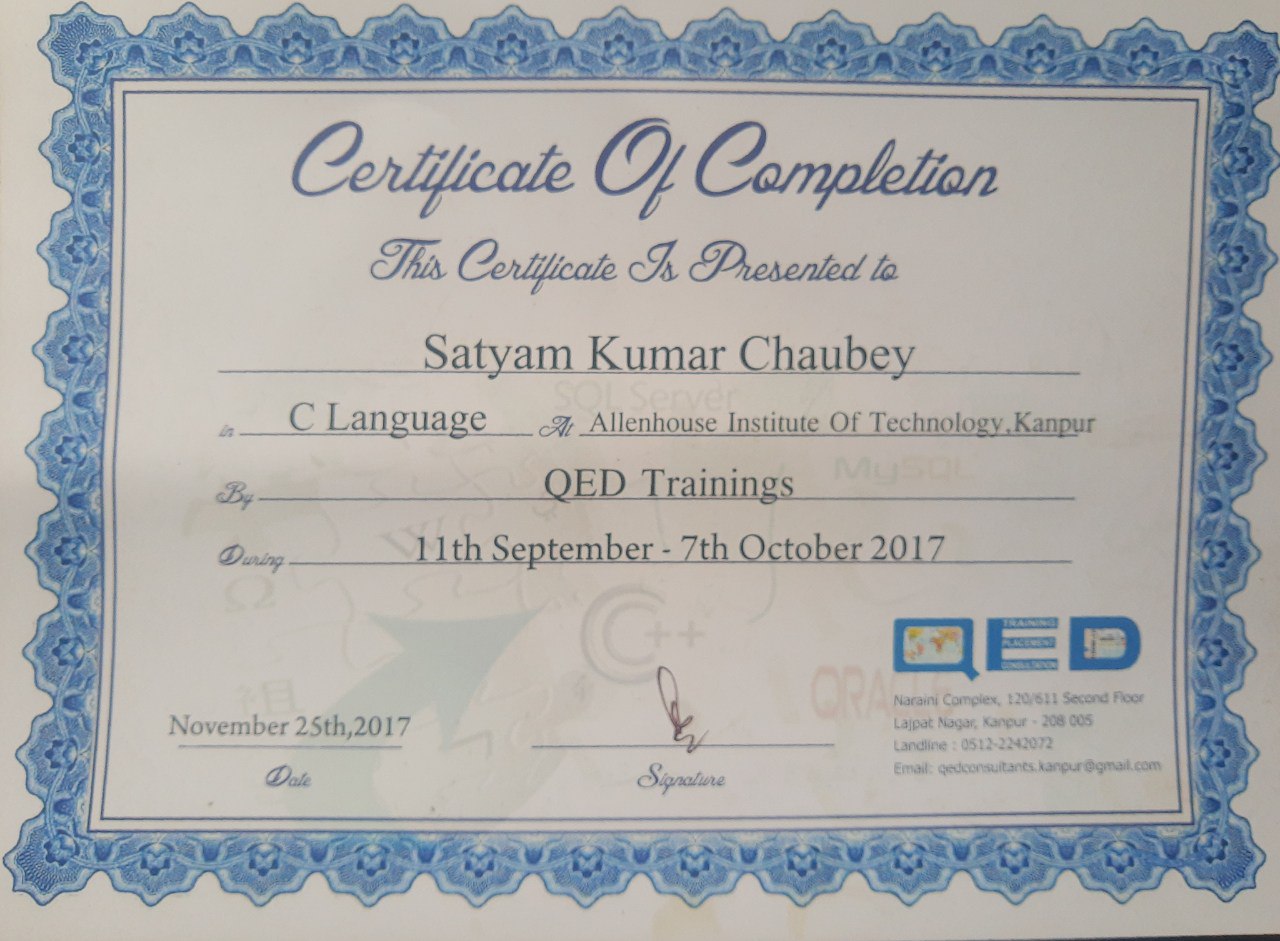 Certificate Of Completion
This Certificate Is Presented to
Satyam Kumar Chaubey
SQL Server
in C Language At Allenhouse Institute Of Technology,Kanpur
MySQL
By QED Trainings
During 11th September - 7th October 2017
C++
QED
TRAINING
PLACEMENT
CONSULTATION
ORACLE
Naraini Complex, 120/611 Second Floor
Lajpat Nagar, Kanpur - 208 005
Landline : 0512-2242072
Email: qedconsultants.kanpur@gmail.com
November 25th,2017
Date
Signature